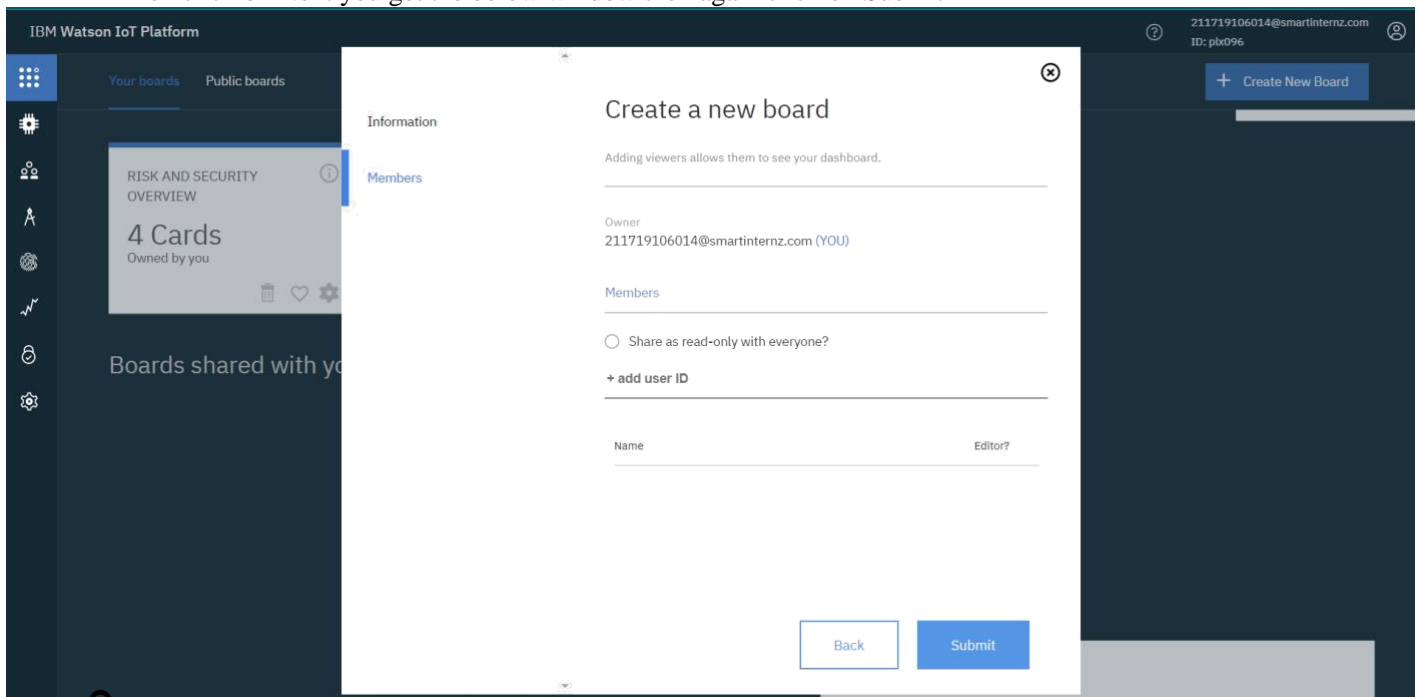 IBM Watson IoT Platform
211719106014@smartinternz.com
ID: plx096
Your boards Public boards
+ Create New Board
RISK AND SECURITY
OVERVIEW
4 Cards
Owned by you
Boards shared with yo
Information
Members
Create a new board
Adding viewers allows them to see your dashboard.
Owner
211719106014@smartinternz.com (YOU)
Members
Share as read-only with everyone?
+ add user ID
Name Editor?
Back Submit